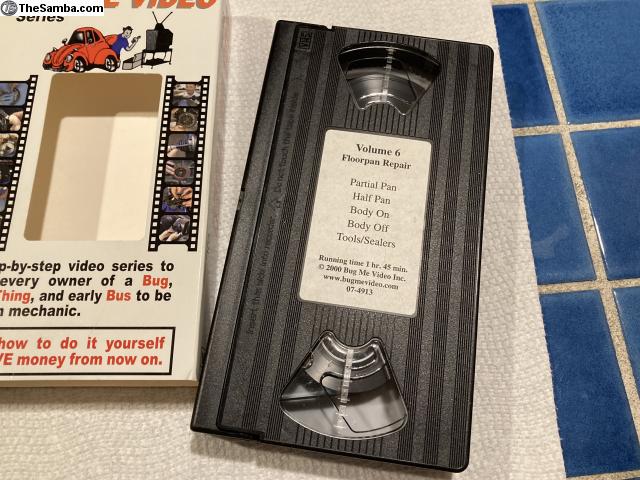 TheSamba.com
E VIDEO
Series
p-by-step video series to
every owner of a Bug,
Thing, and early Bus to be
n mechanic.
how to do it yourself
VE money from now on.
VHS
Volume 6
Floorpan Repair
Partial Pan
Half Pan
Body On
Body Off
Tools/Sealers
Running time 1 hr. 45 min.
© 2000 Bug Me Video Inc.
www.bugmevideo.com
07-4913